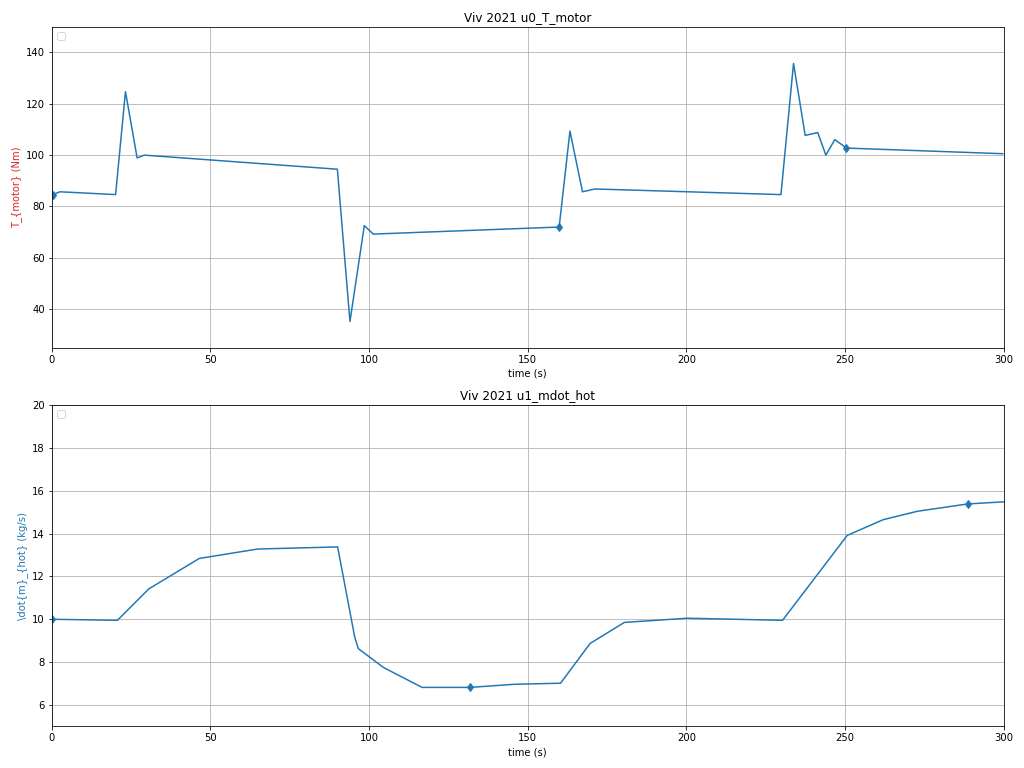 Viv 2021 u0_T_motor
140
120
100
80
60
40
T_{motor} (Nm)
0 50 100 150 200 250 300
time (s)
Viv 2021 u1_mdot_hot
20
18
16
14
12
10
8
6
\dot{m}_{hot} (kg/s)
0 50 100 150 200 250 300
time (s)